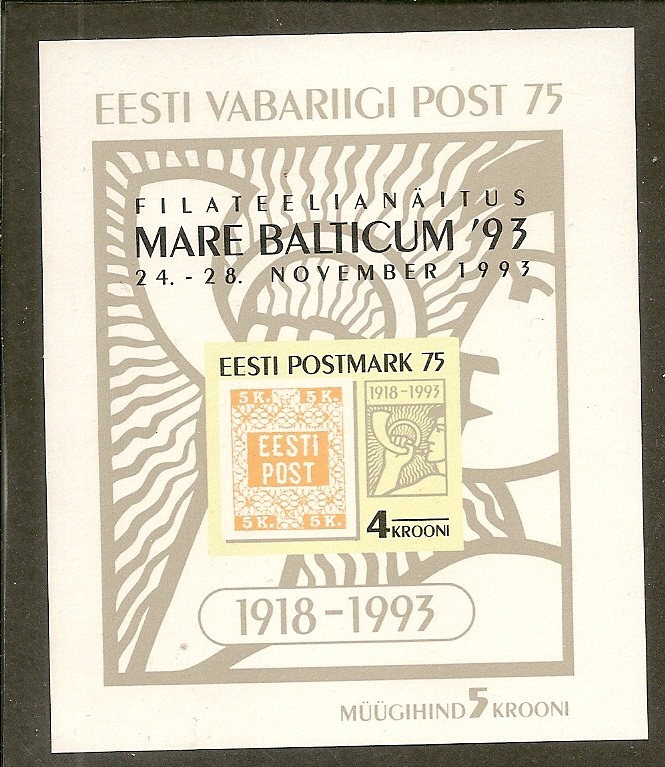 EESTI VABARIIGI POST 75
FILATEELIANÄITUS
MARE BALTICUM '93
24.-28. NOVEMBER 1993
EESTI POSTMARK 75
5K. 5K.
EESTI
POST
5K. 5K.
1918-1993
4 KROONI
1918-1993
MÜÜGIHIND 5 KROONI